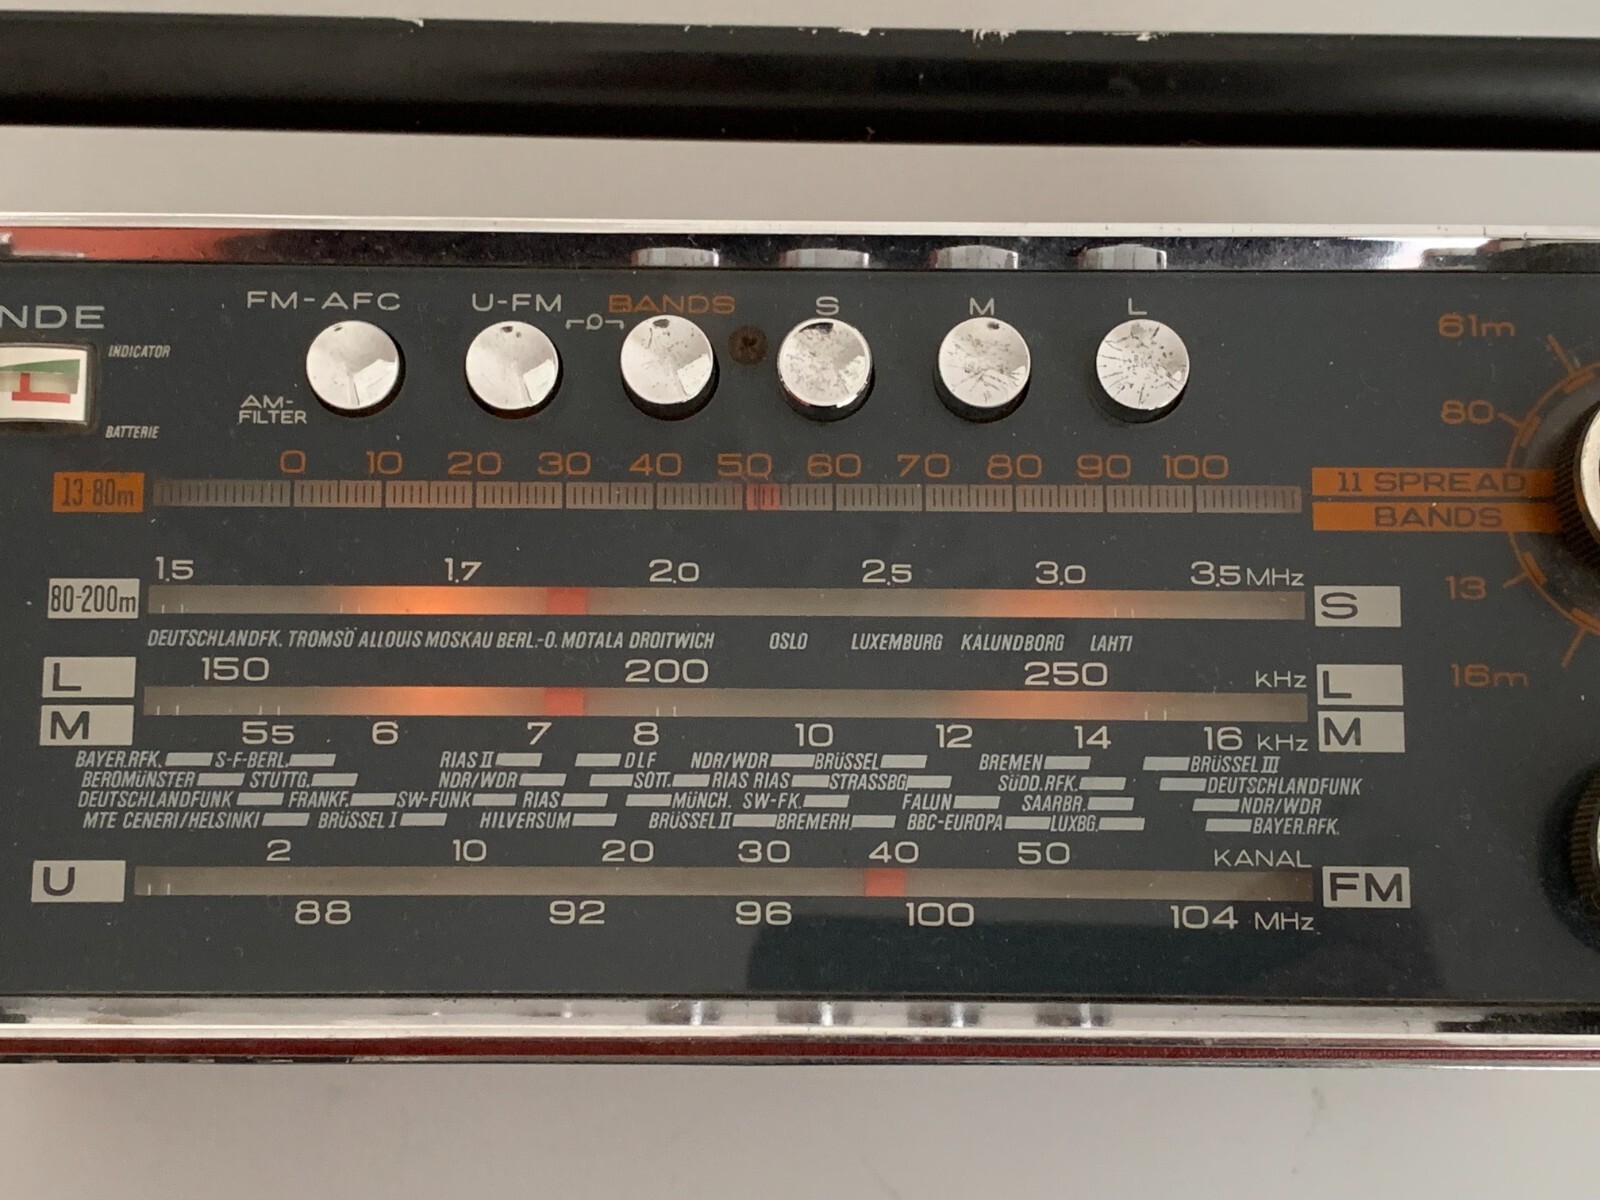 NDE
FM-AFC U-FM BANDS S M L
INDICATOR
AM-
FILTER
BATTERIE
61m
80
0 10 20 30 40 50 60 70 80 90 100
13-80m
11 SPREAD
BANDS
1.5 1.7 2.0 2.5 3.0 3.5 MHz
13
80-200m S
DEUTSCHLANDFK. TROMSÖ ALLOUIS MOSKAU BERL.-O. MOTALA DROITWICH OSLO LUXEMBURG KALUNDBORG LAHTI
16m
L 150 200 250 kHz L
M 55 6 7 8 10 12 14 16 kHz M
BAYER.RFK. S-F-BERL. RIAS II DLF NDR/WDR BRÜSSEL BREMEN BRÜSSEL III
BEROMÜNSTER STUTTG. NDR/WDR SOTT. RIAS RIAS STRASSBG SÜDD.RFK. DEUTSCHLANDFUNK
DEUTSCHLANDFUNK FRANKF. SW-FUNK RIAS MÜNCH. SW-FK. FALUN SAARBR. NDR/WDR
MTE CENERI/HELSINKI BRÜSSEL I HILVERSUM BRÜSSEL II BREMERH. BBC-EUROPA LUXBG. BAYER.RFK.
2 10 20 30 40 50 KANAL
U FM
88 92 96 100 104 MHz